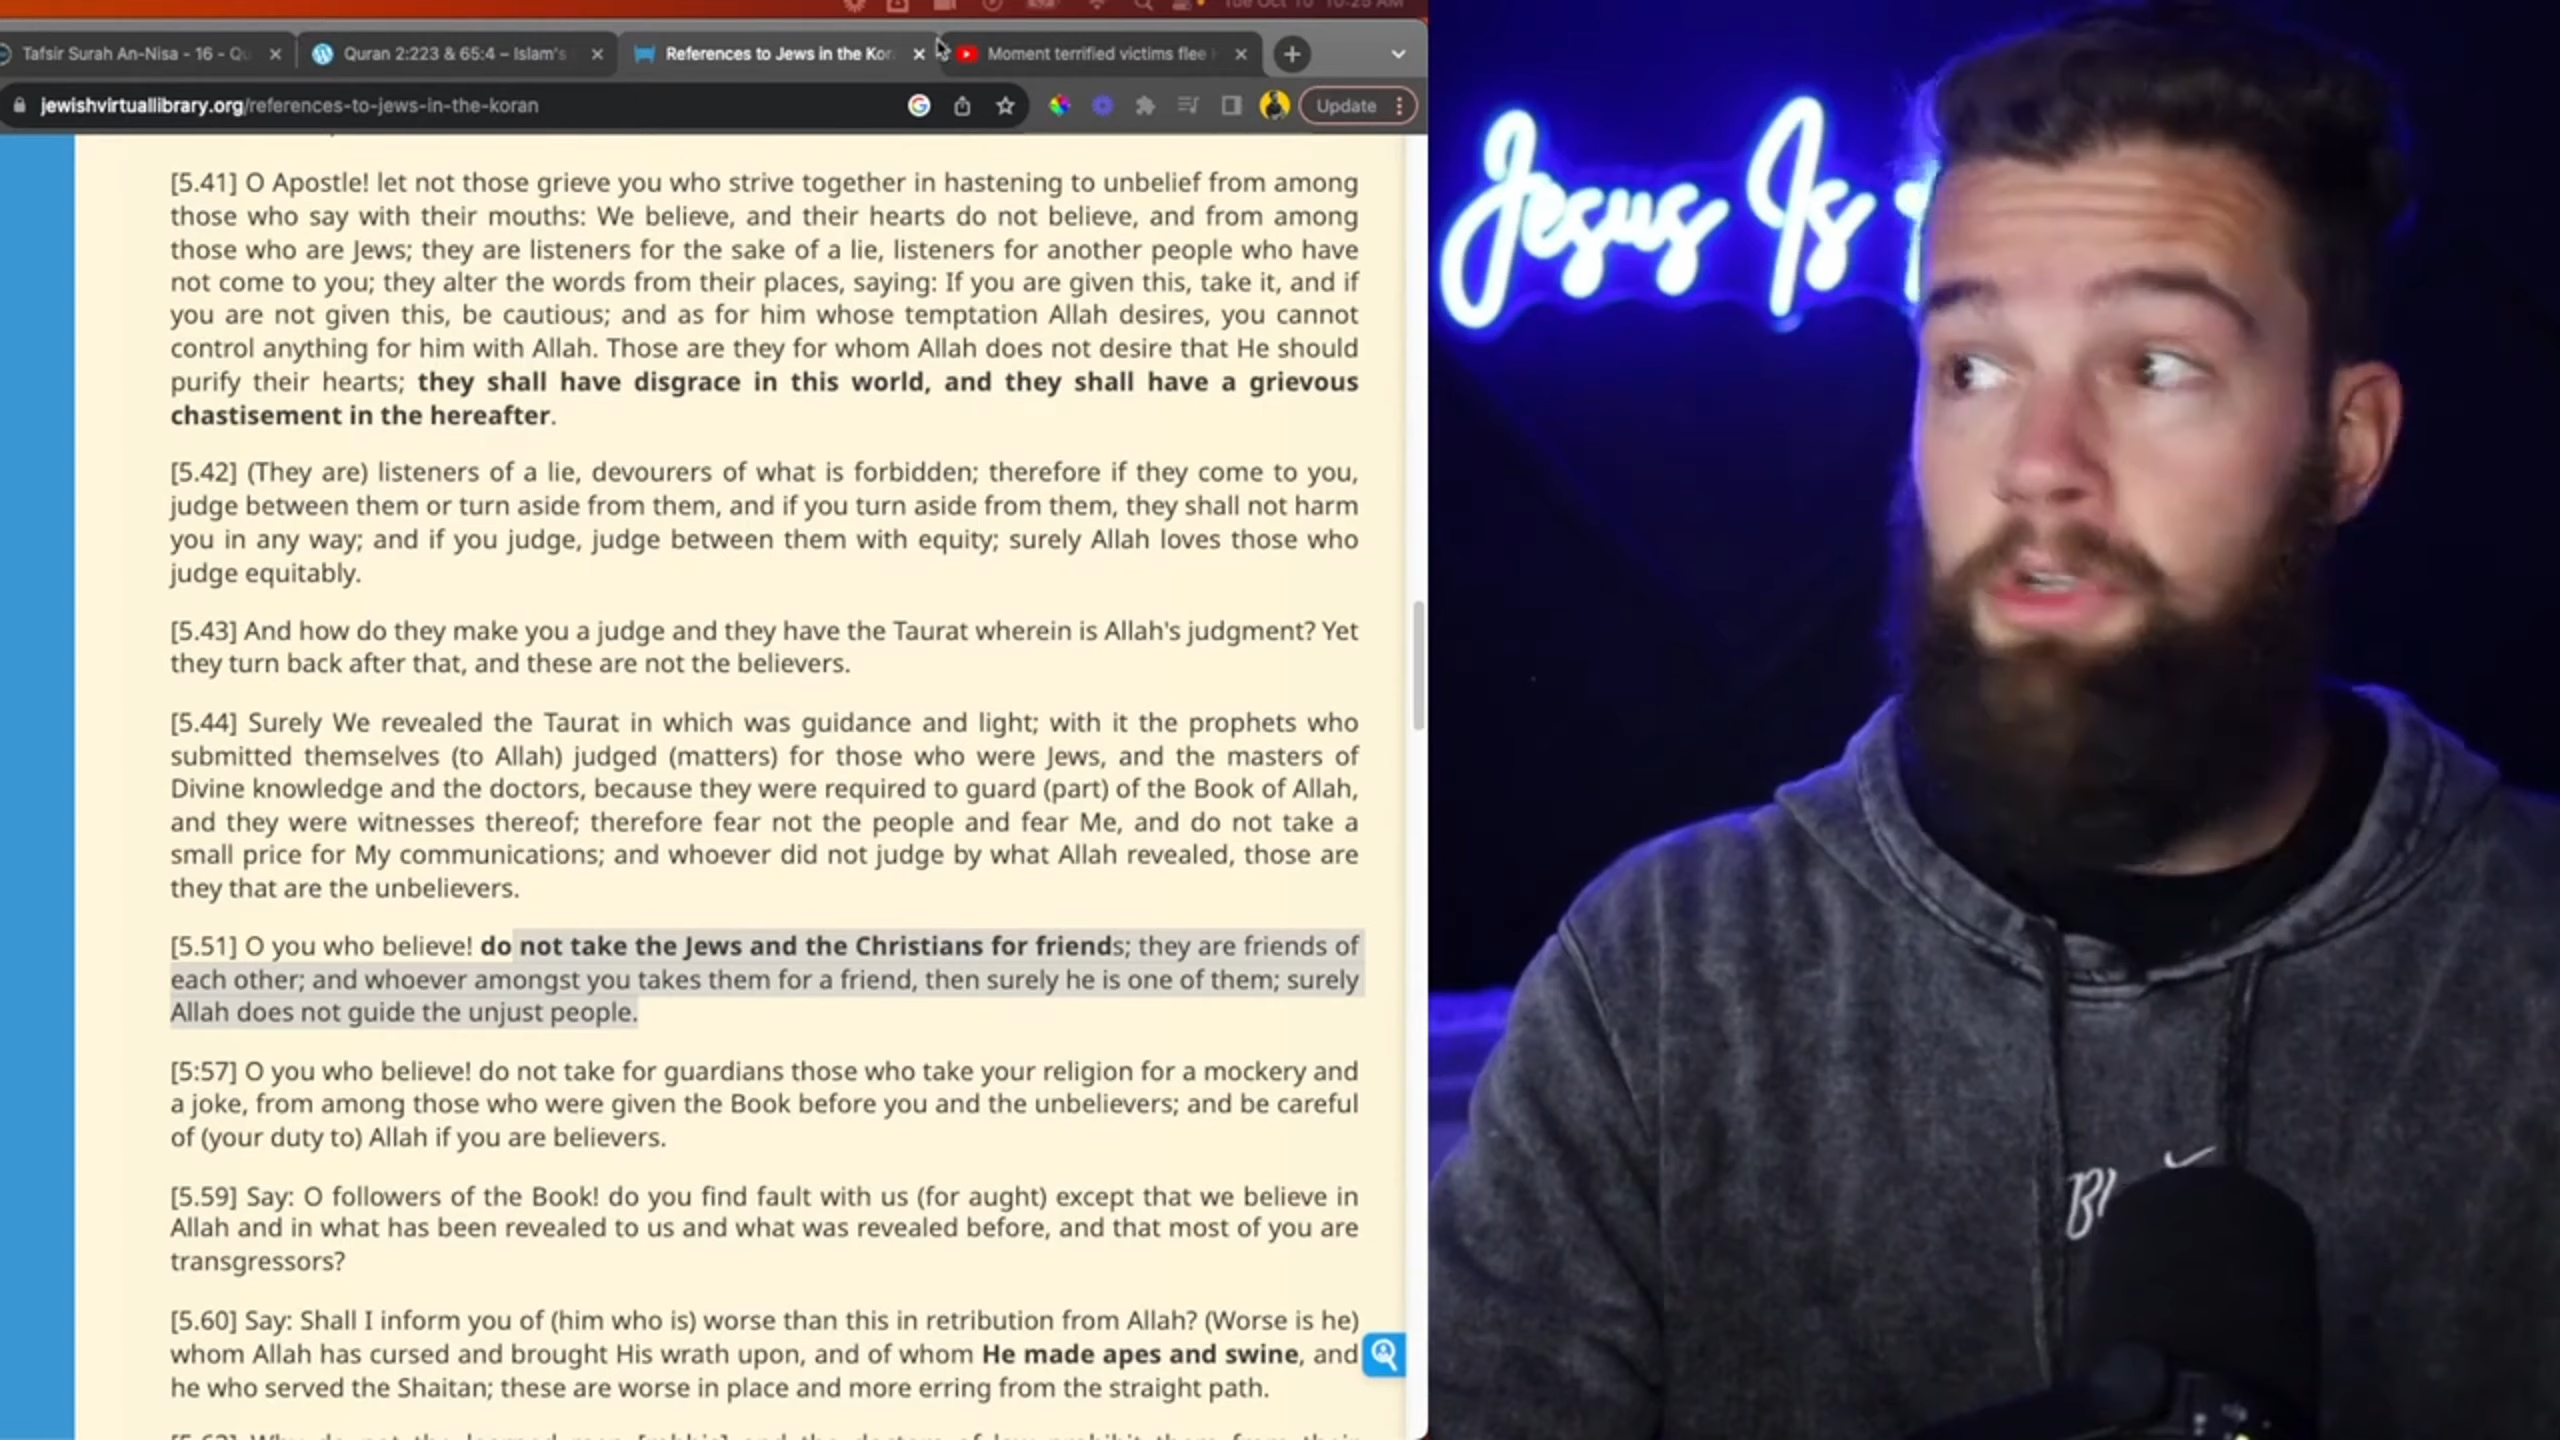 Tue Oct 10 10:25 AM
Tafsir Surah An-Nisa - 16 - Qu
Quran 2:223 & 65:4 – Islam's
References to Jews in the Kor
Moment terrified victims flee
jewishvirtuallibrary.org/references-to-jews-in-the-koran
Update
[5.41] O Apostle! let not those grieve you who strive together in hastening to unbelief from among
those who say with their mouths: We believe, and their hearts do not believe, and from among
those who are Jews; they are listeners for the sake of a lie, listeners for another people who have
not come to you; they alter the words from their places, saying: If you are given this, take it, and if
you are not given this, be cautious; and as for him whose temptation Allah desires, you cannot
control anything for him with Allah. Those are they for whom Allah does not desire that He should
purify their hearts; they shall have disgrace in this world, and they shall have a grievous
chastisement in the hereafter.
[5.42] (They are) listeners of a lie, devourers of what is forbidden; therefore if they come to you,
judge between them or turn aside from them, and if you turn aside from them, they shall not harm
you in any way; and if you judge, judge between them with equity; surely Allah loves those who
judge equitably.
[5.43] And how do they make you a judge and they have the Taurat wherein is Allah's judgment? Yet
they turn back after that, and these are not the believers.
[5.44] Surely We revealed the Taurat in which was guidance and light; with it the prophets who
submitted themselves (to Allah) judged (matters) for those who were Jews, and the masters of
Divine knowledge and the doctors, because they were required to guard (part) of the Book of Allah,
and they were witnesses thereof; therefore fear not the people and fear Me, and do not take a
small price for My communications; and whoever did not judge by what Allah revealed, those are
they that are the unbelievers.
[5.51] O you who believe! do not take the Jews and the Christians for friends; they are friends of
each other; and whoever amongst you takes them for a friend, then surely he is one of them; surely
Allah does not guide the unjust people.
[5:57] O you who believe! do not take for guardians those who take your religion for a mockery and
a joke, from among those who were given the Book before you and the unbelievers; and be careful
of (your duty to) Allah if you are believers.
[5.59] Say: O followers of the Book! do you find fault with us (for aught) except that we believe in
Allah and in what has been revealed to us and what was revealed before, and that most of you are
transgressors?
[5.60] Say: Shall I inform you of (him who is) worse than this in retribution from Allah? (Worse is he)
whom Allah has cursed and brought His wrath upon, and of whom He made apes and swine, and
he who served the Shaitan; these are worse in place and more erring from the straight path.
Jesus Is
Bl